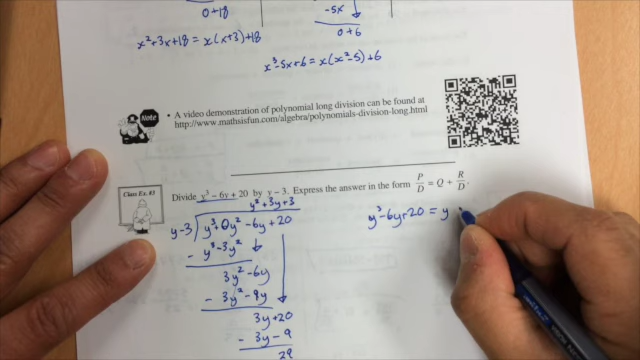 0+18
x²+3x+18 = x(x+3)+18
-5x
0+6
x³-5x+6 = x(x²-5)+6
Note
• A video demonstration of polynomial long division can be found at
http://www.mathsisfun.com/algebra/polynomials-division-long.html
Class Ex. #3
Divide y³ – 6y + 20 by y – 3. Express the answer in the form P/D = Q + R/D.
y²+3y+3
y-3) y³+0y²-6y+20
- y³-3y²
3y²-6y
- 3y²-9y
3y+20
- 3y-9
29
y³-6y+20 = y